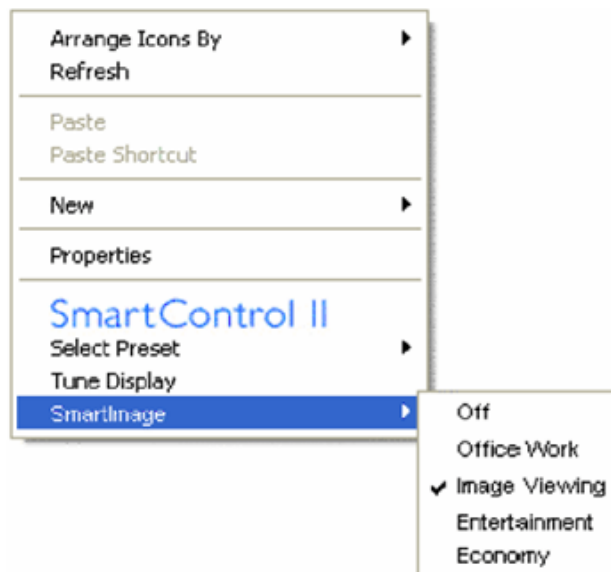 Arrange Icons By
Refresh
Paste
Paste Shortcut
New
Properties
SmartControl II
Select Preset
Tune Display
SmartImage
Off
Office Work
Image Viewing
Entertainment
Economy